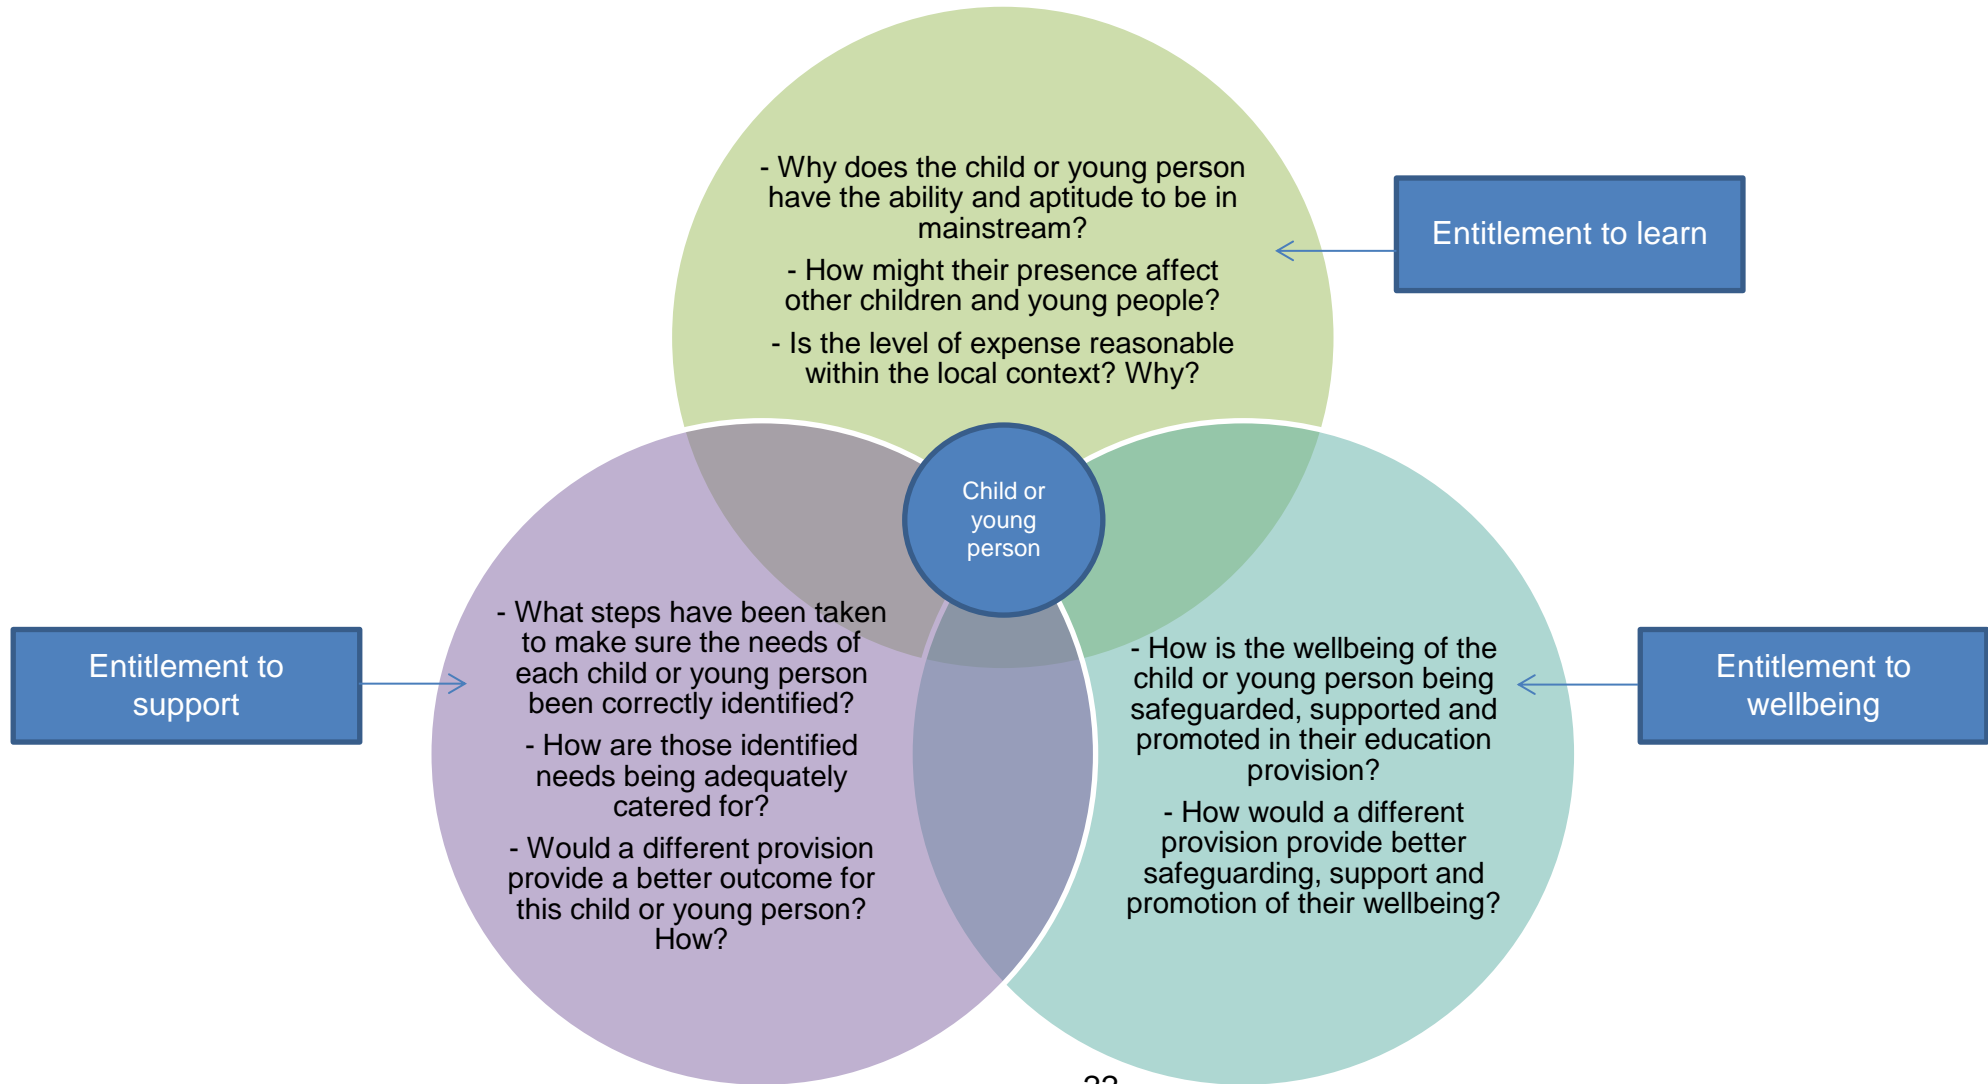 - Why does the child or young person
have the ability and aptitude to be in
mainstream?
- How might their presence affect
other children and young people?
- Is the level of expense reasonable
within the local context? Why?
Entitlement to learn
Child or
young
person
Entitlement to
support
- What steps have been taken
to make sure the needs of
each child or young person
been correctly identified?
- How are those identified
needs being adequately
catered for?
- Would a different provision
provide a better outcome for
this child or young person?
How?
- How is the wellbeing of the
child or young person being
safeguarded, supported and
promoted in their education
provision?
- How would a different
provision provide better
safeguarding, support and
promotion of their wellbeing?
Entitlement to
wellbeing